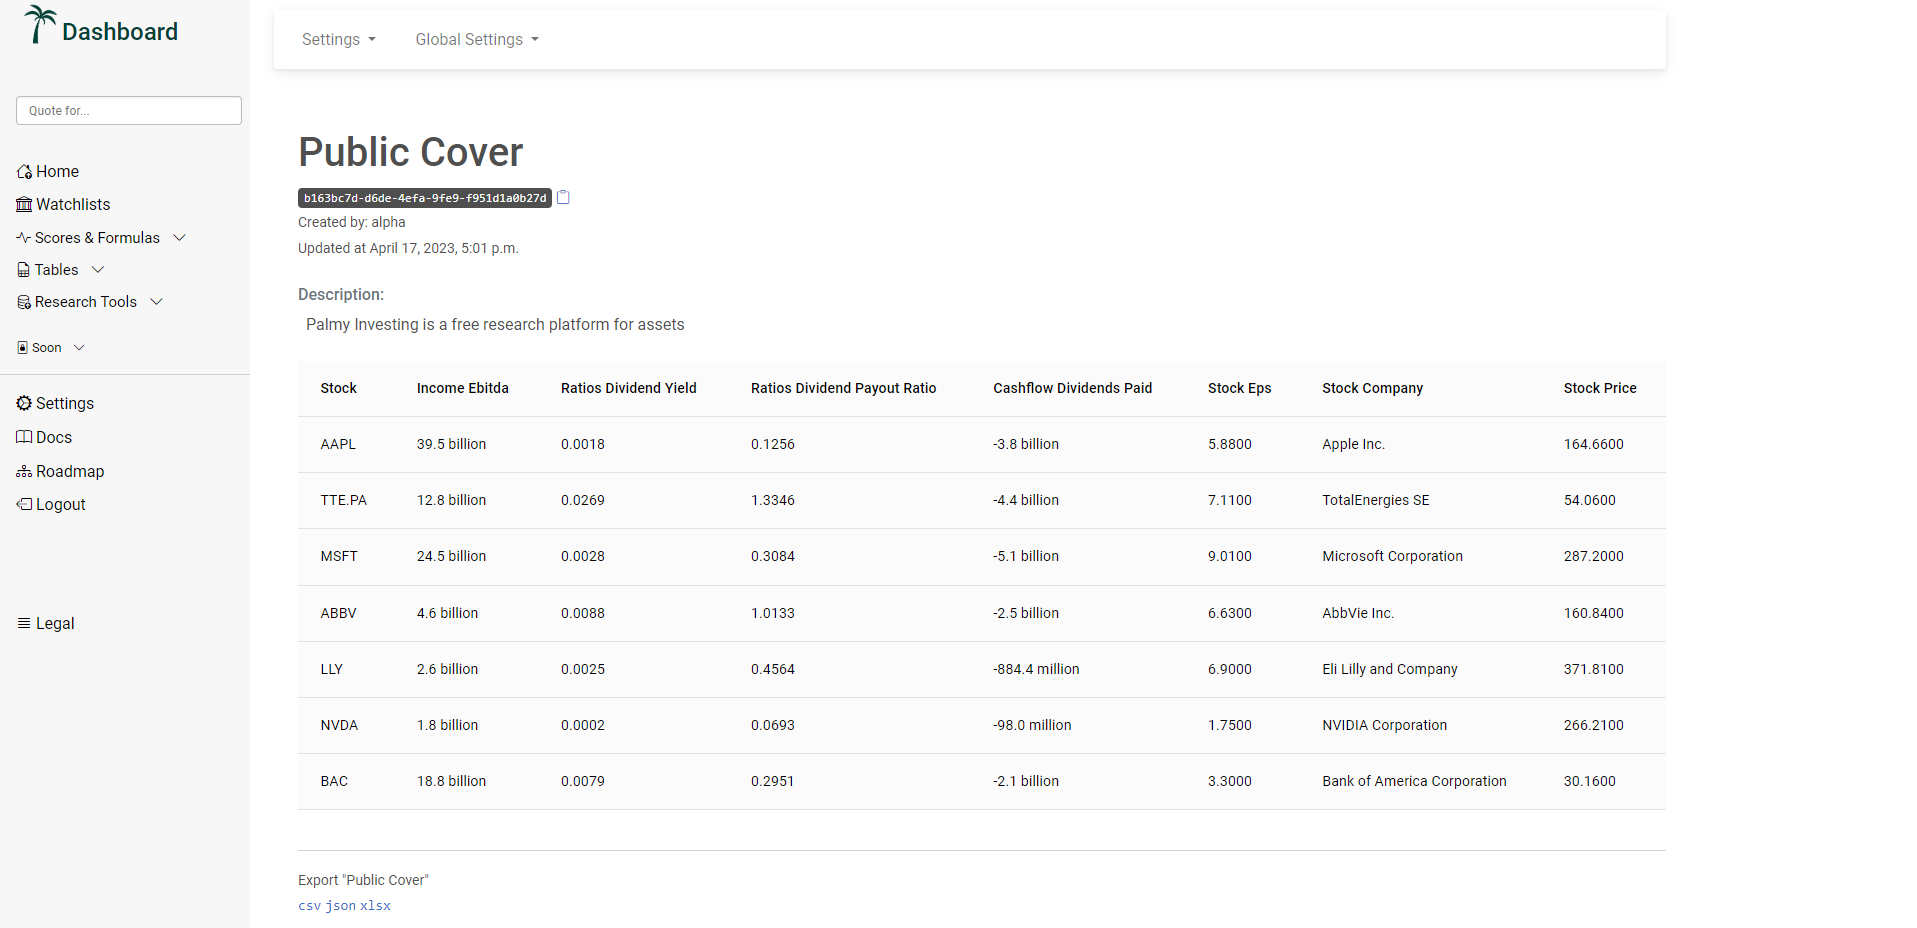 Dashboard
Quote for...
Home
Watchlists
Scores & Formulas
Tables
Research Tools
Soon
Settings
Docs
Roadmap
Logout
Legal
Settings Global Settings
Public Cover
b163bc7d-d6de-4efa-9fe9-f951d1a0b27d
Created by: alpha
Updated at April 17, 2023, 5:01 p.m.
Description:
Palmy Investing is a free research platform for assets
Stock Income Ebitda Ratios Dividend Yield Ratios Dividend Payout Ratio Cashflow Dividends Paid Stock Eps Stock Company Stock Price
AAPL 39.5 billion 0.0018 0.1256 -3.8 billion 5.8800 Apple Inc. 164.6600
TTE.PA 12.8 billion 0.0269 1.3346 -4.4 billion 7.1100 TotalEnergies SE 54.0600
MSFT 24.5 billion 0.0028 0.3084 -5.1 billion 9.0100 Microsoft Corporation 287.2000
ABBV 4.6 billion 0.0088 1.0133 -2.5 billion 6.6300 AbbVie Inc. 160.8400
LLY 2.6 billion 0.0025 0.4564 -884.4 million 6.9000 Eli Lilly and Company 371.8100
NVDA 1.8 billion 0.0002 0.0693 -98.0 million 1.7500 NVIDIA Corporation 266.2100
BAC 18.8 billion 0.0079 0.2951 -2.1 billion 3.3000 Bank of America Corporation 30.1600
Export "Public Cover"
csv json xlsx